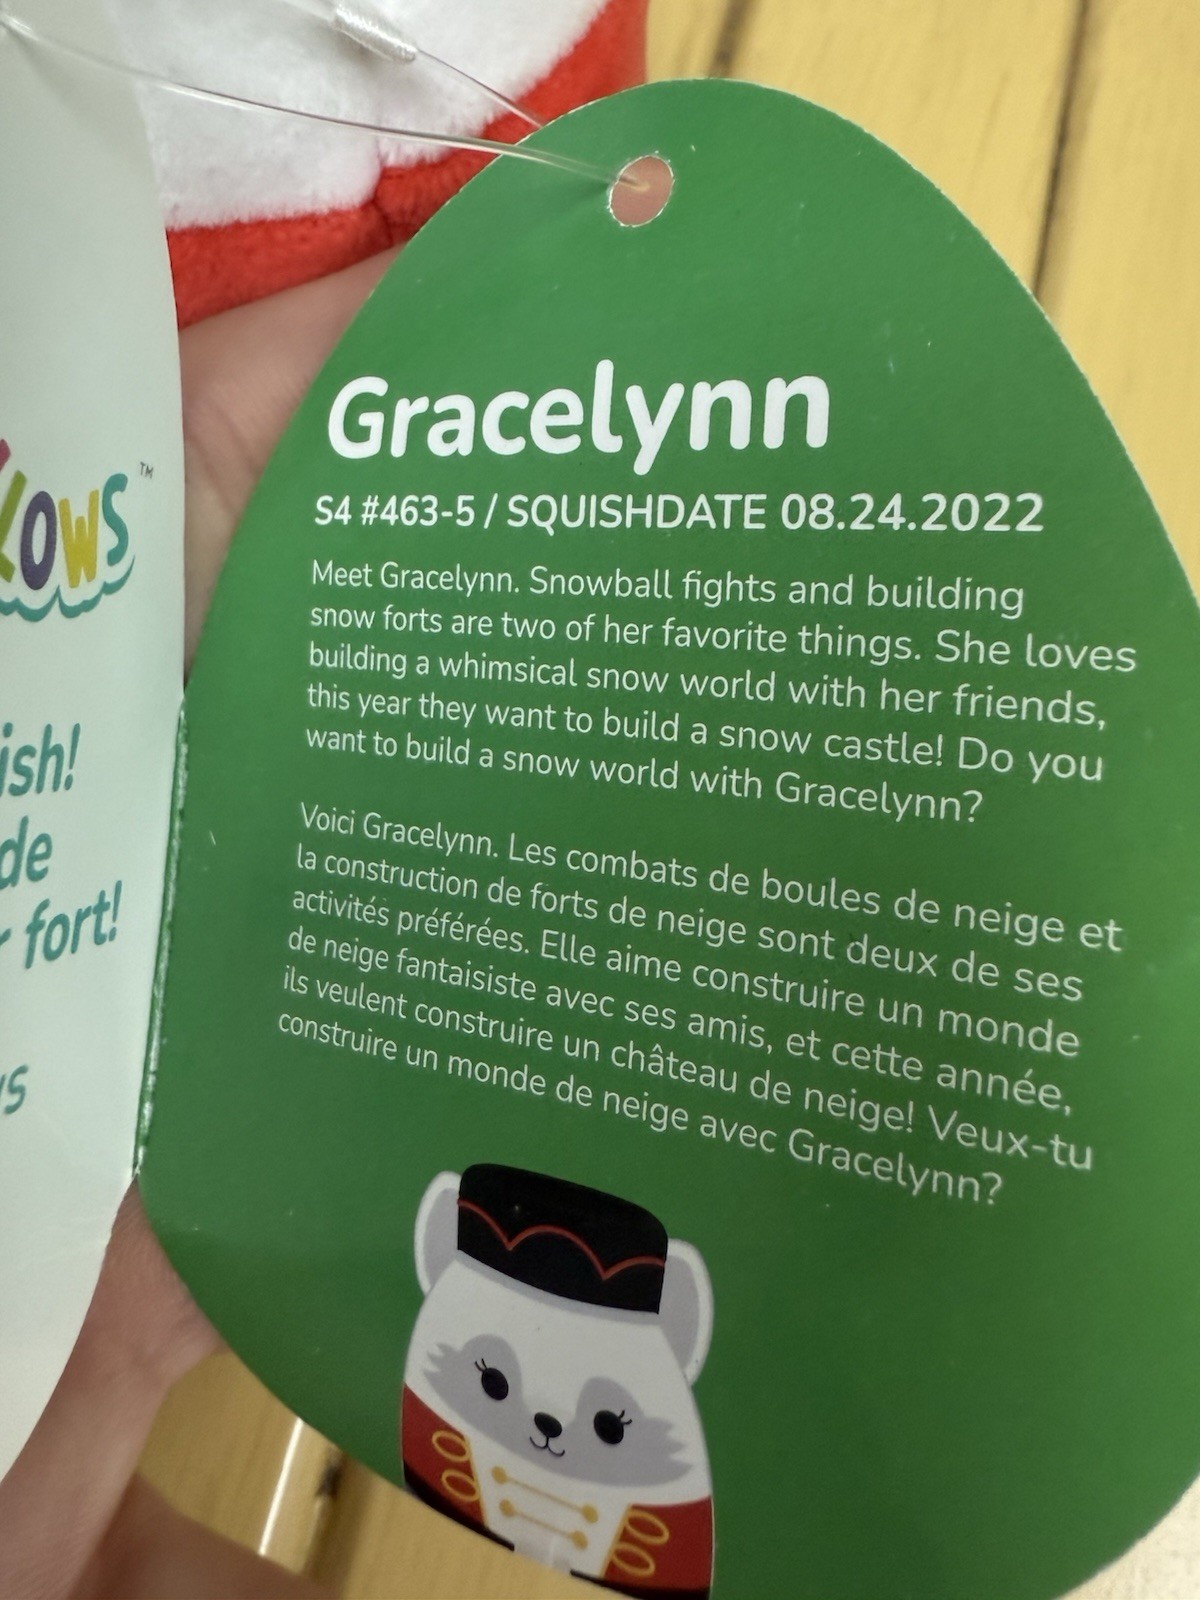 LOWS™
ish!
de
fort!
Gracelynn
S4 #463-5 / SQUISHDATE 08.24.2022
Meet Gracelynn. Snowball fights and building
snow forts are two of her favorite things. She loves
building a whimsical snow world with her friends,
this year they want to build a snow castle! Do you
want to build a snow world with Gracelynn?
Voici Gracelynn. Les combats de boules de neige et
la construction de forts de neige sont deux de ses
activités préférées. Elle aime construire un monde
de neige fantaisiste avec ses amis, et cette année,
ils veulent construire un château de neige! Veux-tu
construire un monde de neige avec Gracelynn?